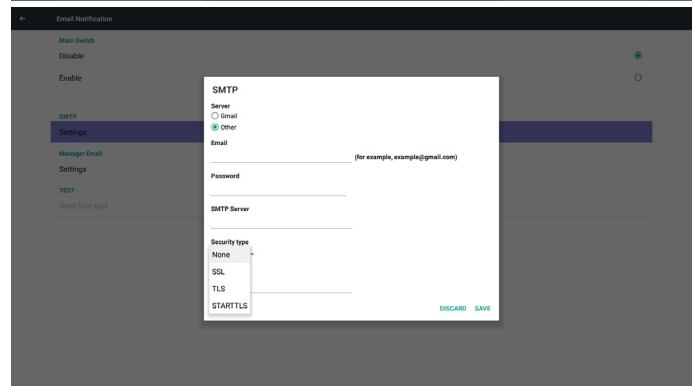 Email Notification
Main Switch
Disable
Enable
SMTP
Settings
Manager Email
Settings
TEST
Send Test Mail
SMTP
Server
Gmail
Other
Email
(for example, example@gmail.com)
Password
SMTP Server
Security type
None
SSL
TLS
STARTTLS
DISCARD SAVE